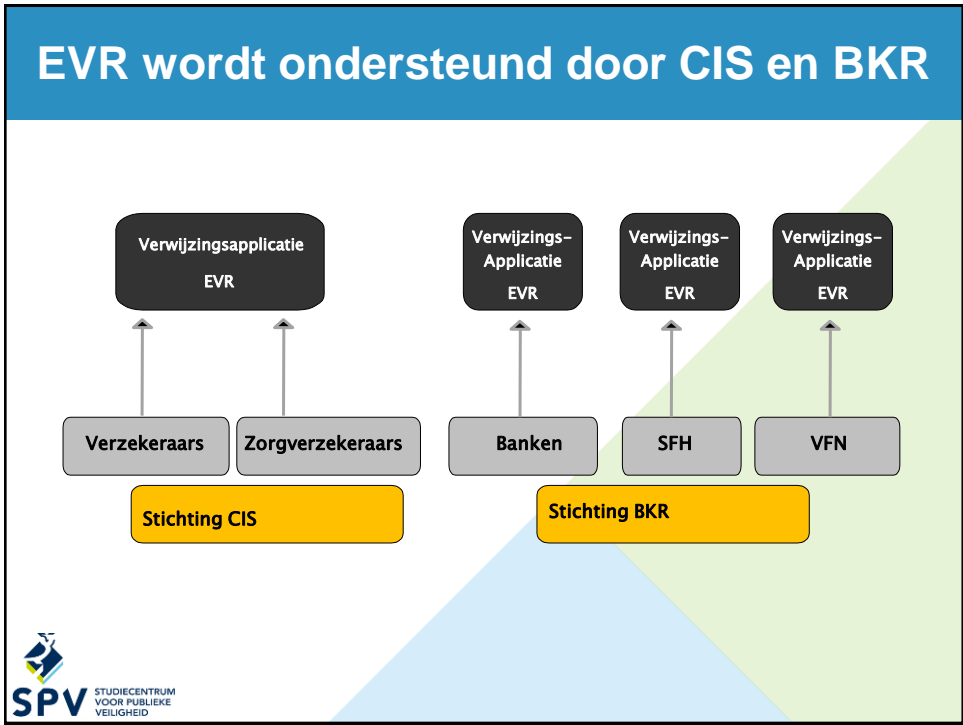 EVR wordt ondersteund door CIS en BKR
Verwijzingsapplicatie
EVR
Verwijzings-
Applicatie
EVR
Verwijzings-
Applicatie
EVR
Verwijzings-
Applicatie
EVR
Verzekeraars
Zorgverzekeraars
Banken
SFH
VFN
Stichting CIS
Stichting BKR
SPV
STUDIECENTRUM
VOOR PUBLIEKE
VEILIGHEID